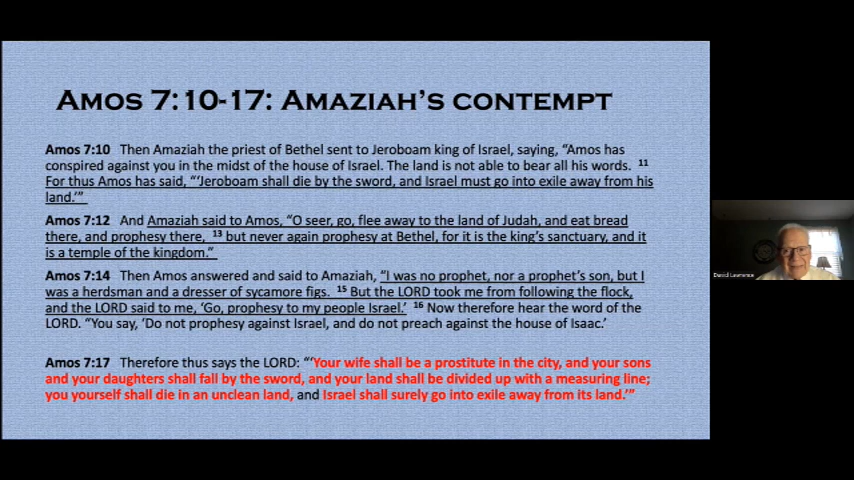 AMOS 7:10-17: AMAZIAH'S CONTEMPT
Amos 7:10 Then Amaziah the priest of Bethel sent to Jeroboam king of Israel, saying, “Amos has
conspired against you in the midst of the house of Israel. The land is not able to bear all his words. 11
For thus Amos has said, “‘Jeroboam shall die by the sword, and Israel must go into exile away from his
land.’”
Amos 7:12 And Amaziah said to Amos, “O seer, go, flee away to the land of Judah, and eat bread
there, and prophesy there, 13 but never again prophesy at Bethel, for it is the king’s sanctuary, and it
is a temple of the kingdom.”
Amos 7:14 Then Amos answered and said to Amaziah, “I was no prophet, nor a prophet’s son, but I
was a herdsman and a dresser of sycamore figs. 15 But the LORD took me from following the flock,
and the LORD said to me, ‘Go, prophesy to my people Israel.’ 16 Now therefore hear the word of the
LORD. “You say, ‘Do not prophesy against Israel, and do not preach against the house of Isaac.’
Amos 7:17 Therefore thus says the LORD: “‘Your wife shall be a prostitute in the city, and your sons
and your daughters shall fall by the sword, and your land shall be divided up with a measuring line;
you yourself shall die in an unclean land, and Israel shall surely go into exile away from its land.’”
David Lawrence